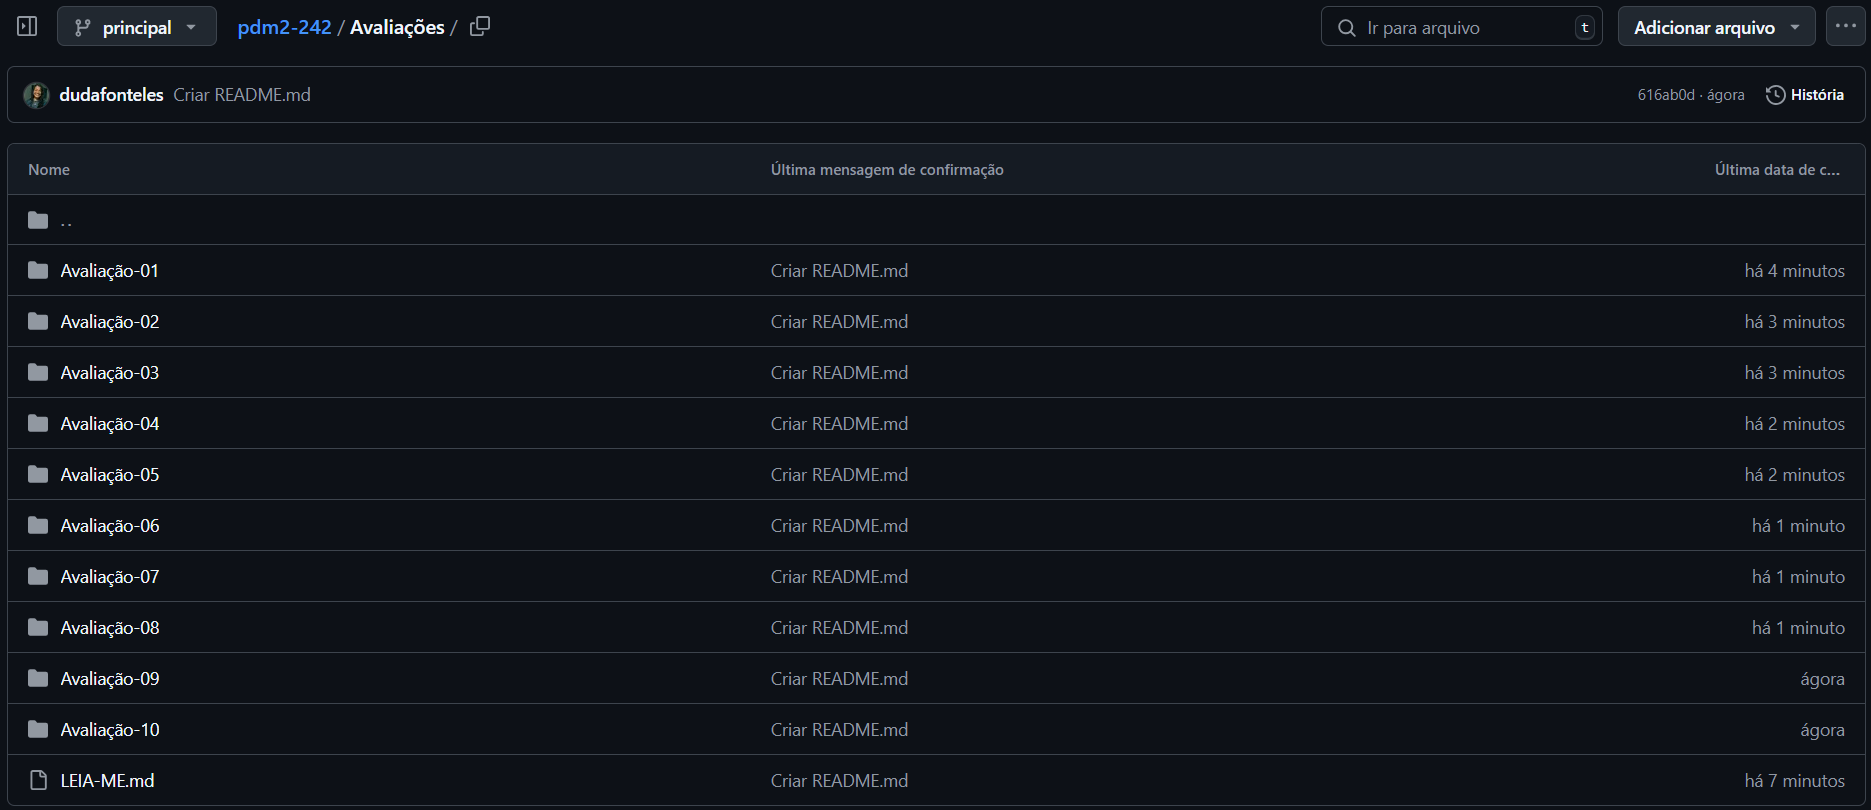 principal pdm2-242 / Avaliações / Ir para arquivo t Adicionar arquivo
dudafonteles Criar README.md 616ab0d · ágora História
Nome Última mensagem de confirmação Última data de c...
..
Avaliação-01 Criar README.md há 4 minutos
Avaliação-02 Criar README.md há 3 minutos
Avaliação-03 Criar README.md há 3 minutos
Avaliação-04 Criar README.md há 2 minutos
Avaliação-05 Criar README.md há 2 minutos
Avaliação-06 Criar README.md há 1 minuto
Avaliação-07 Criar README.md há 1 minuto
Avaliação-08 Criar README.md há 1 minuto
Avaliação-09 Criar README.md ágora
Avaliação-10 Criar README.md ágora
LEIA-ME.md Criar README.md há 7 minutos